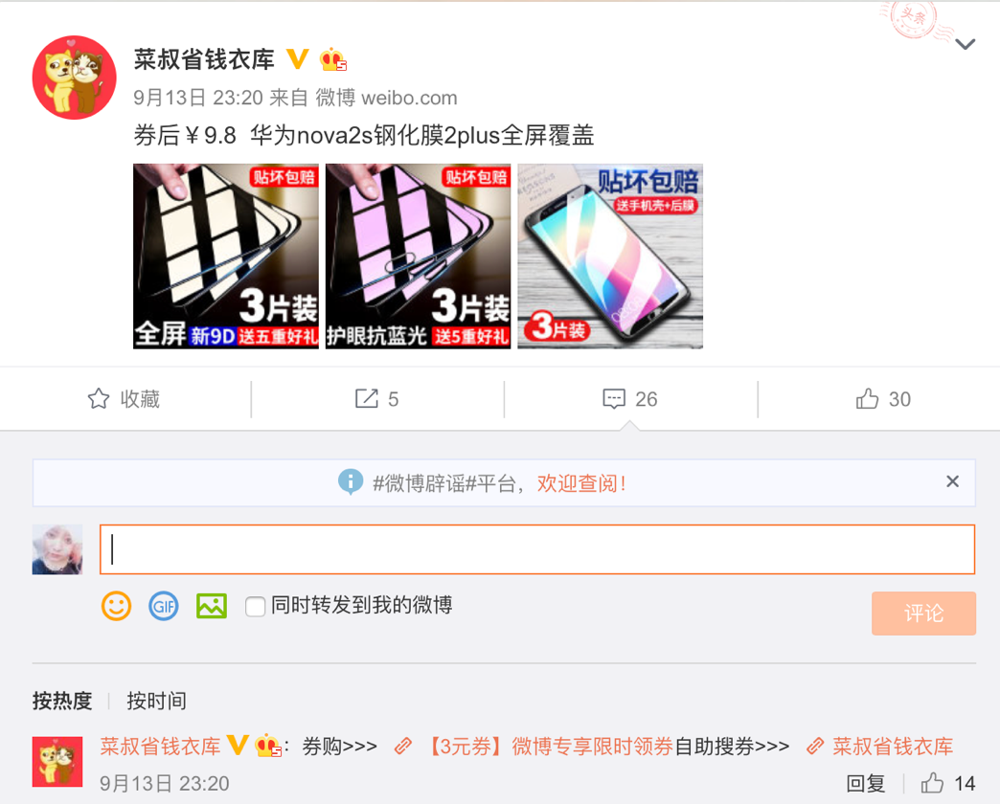 头条
菜叔省钱衣库
9月13日 23:20 来自 微博 weibo.com
券后￥9.8 华为nova2s钢化膜2plus全屏覆盖
贴坏包赔
3片装
全屏 新9D 送五重好礼
贴坏包赔
3片装
护眼抗蓝光 送5重好礼
贴坏包赔
送手机壳+后膜
3片装
收藏
5
26
30
#微博辟谣#平台，欢迎查阅！
GIF
同时转发到我的微博
评论
按热度 按时间
菜叔省钱衣库 ：券购>>> 【3元券】微博专享限时领券自助搜券>>> 菜叔省钱衣库
9月13日 23:20
回复 14